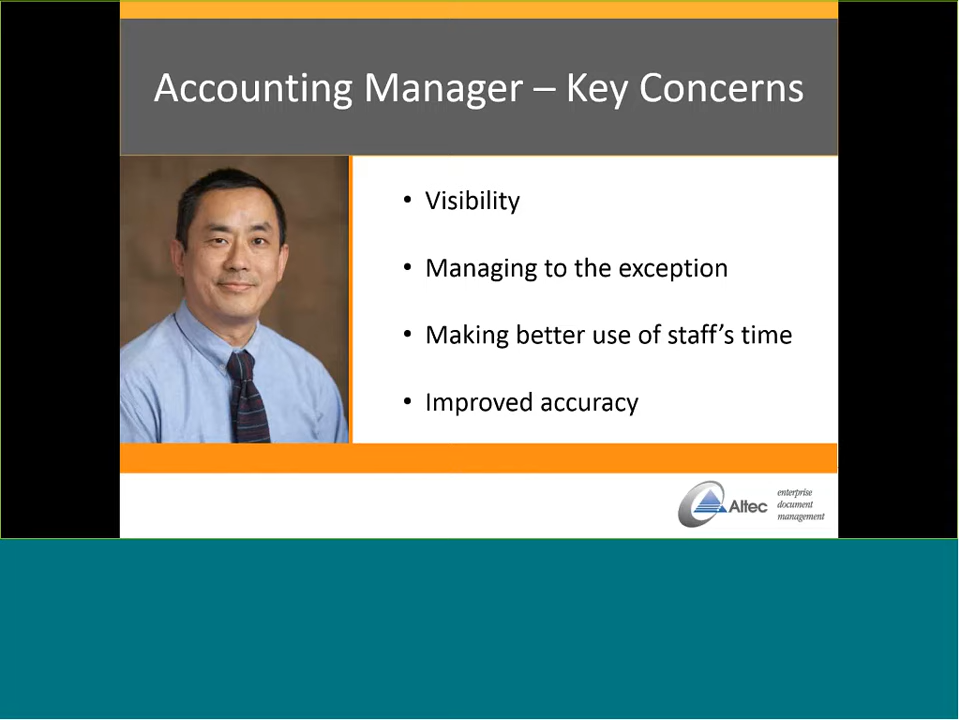 Accounting Manager – Key Concerns
• Visibility
• Managing to the exception
• Making better use of staff’s time
• Improved accuracy
Altec
enterprise
document
management